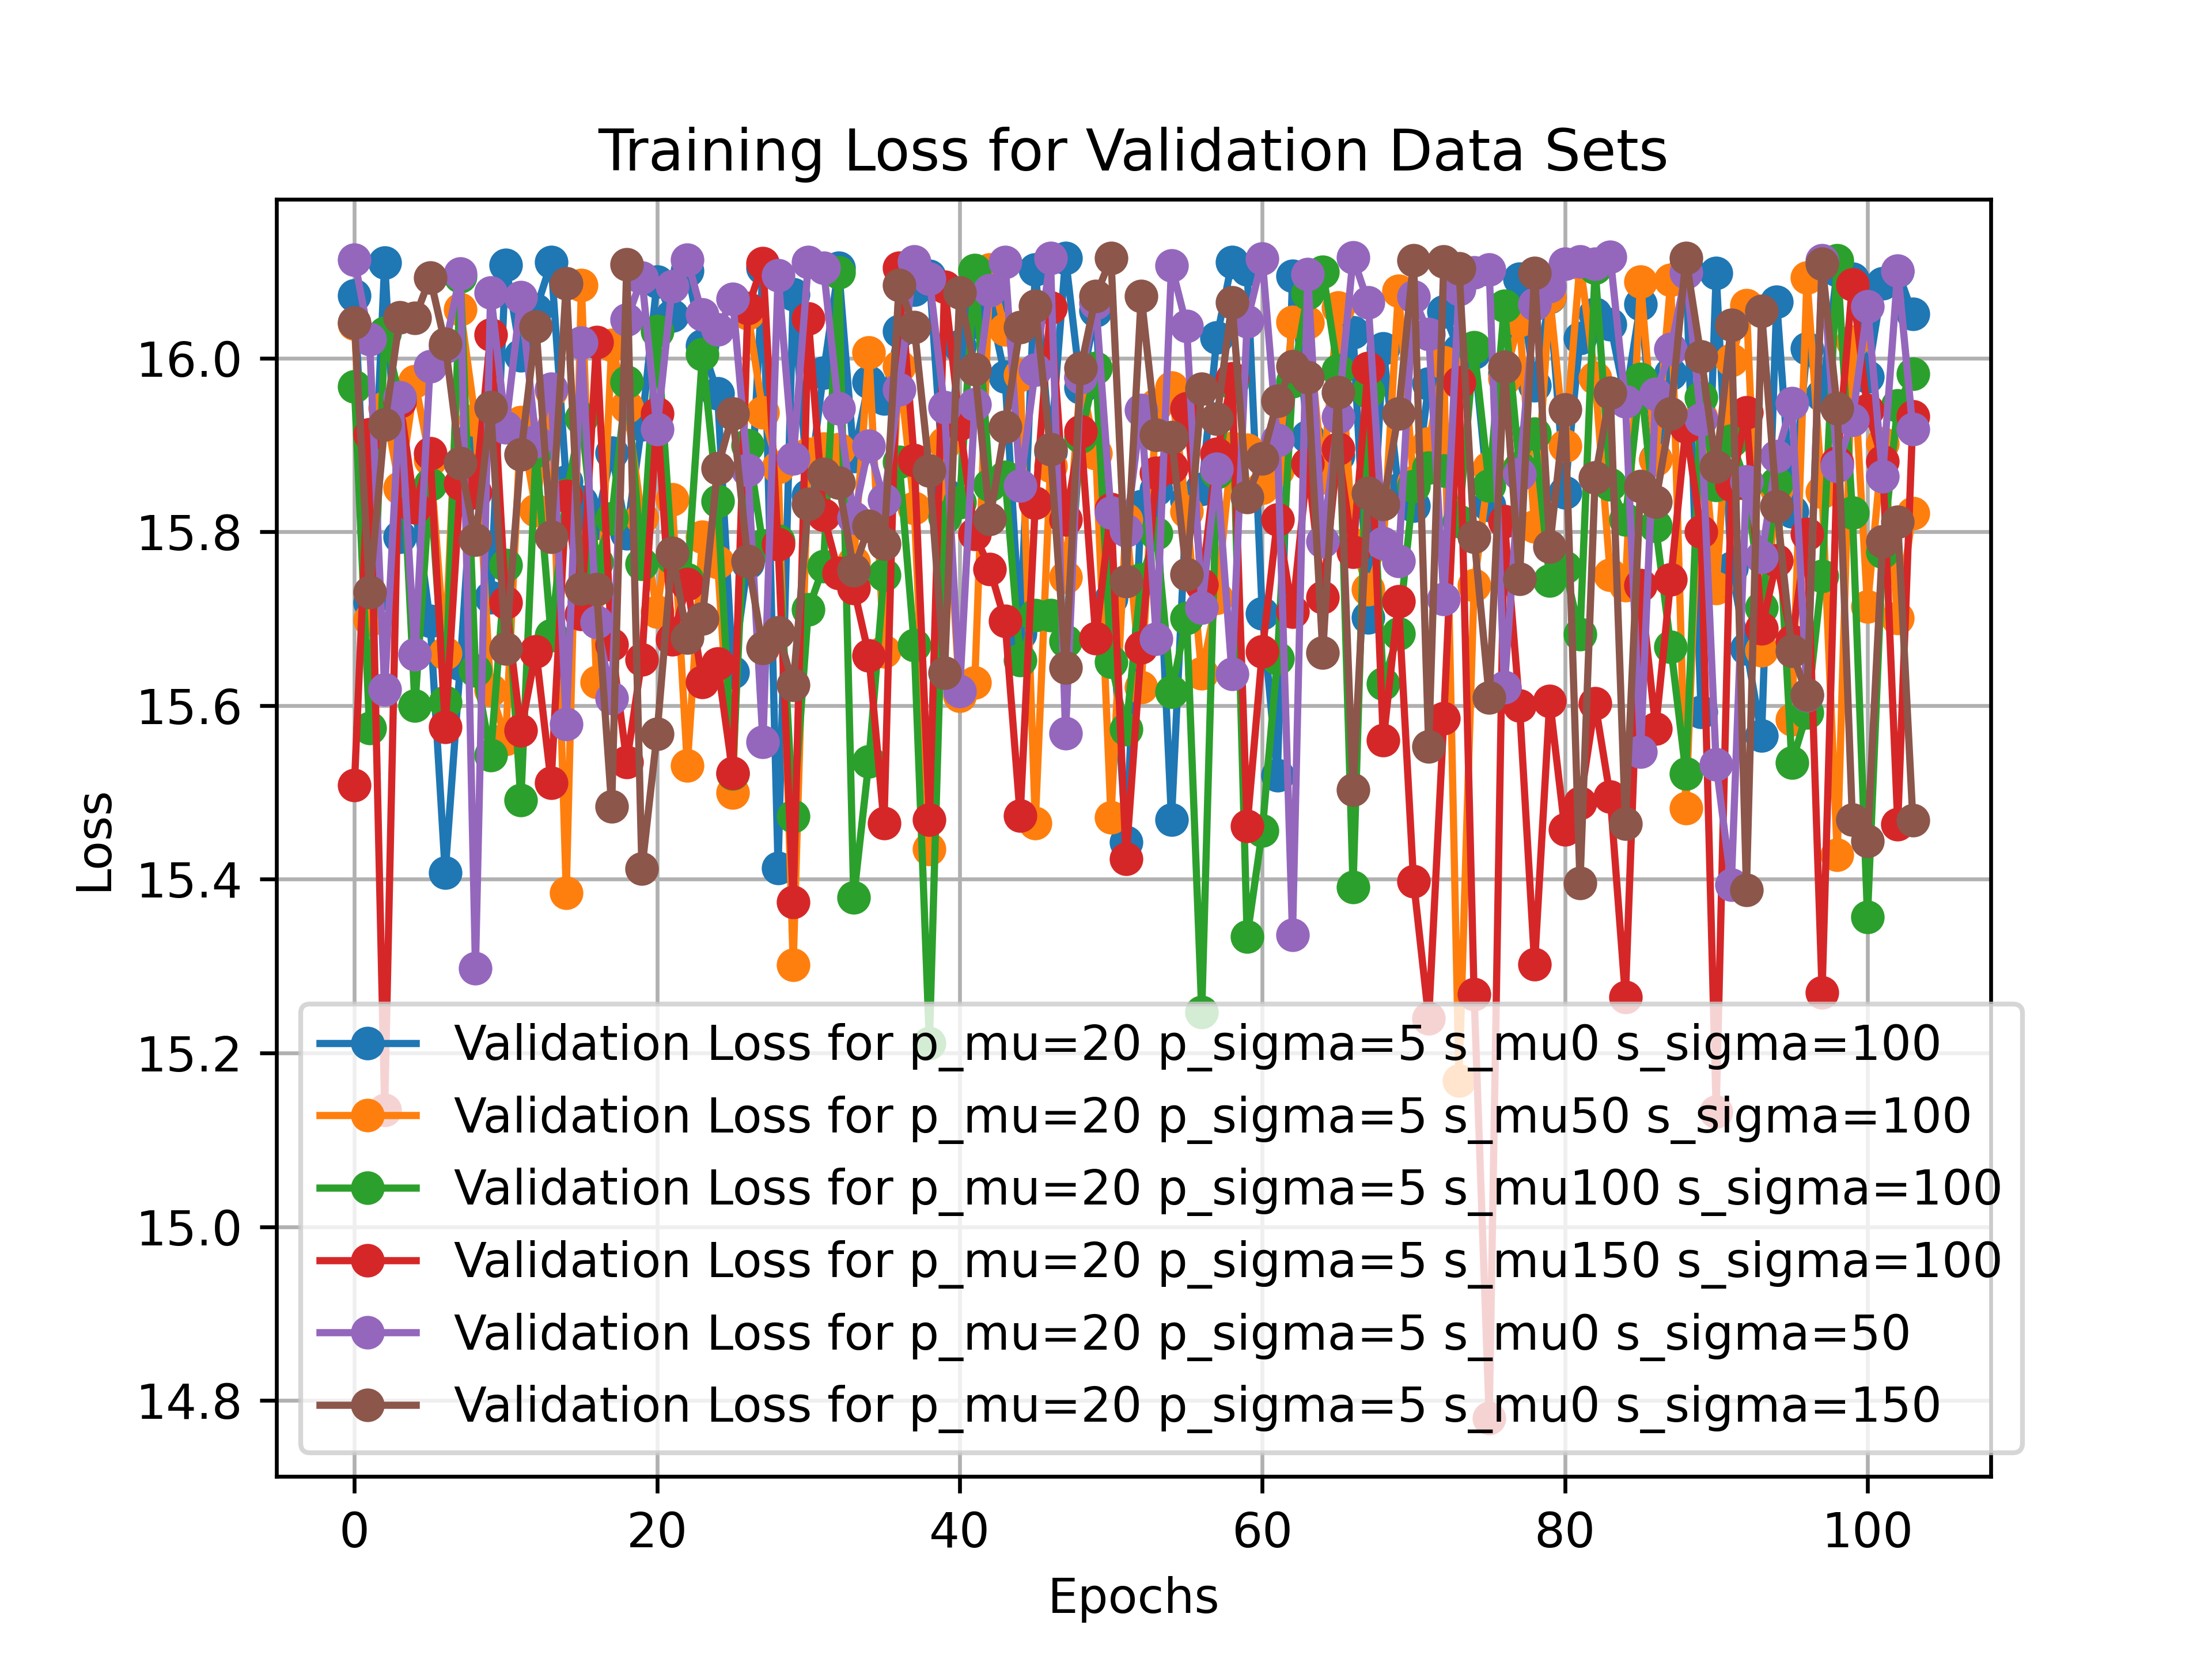 Training Loss for Validation Data Sets
16.0
15.8
15.6
15.4
15.2
15.0
14.8
Loss
Validation Loss for p_mu=20 p_sigma=5 s_mu0 s_sigma=100
Validation Loss for p_mu=20 p_sigma=5 s_mu50 s_sigma=100
Validation Loss for p_mu=20 p_sigma=5 s_mu100 s_sigma=100
Validation Loss for p_mu=20 p_sigma=5 s_mu150 s_sigma=100
Validation Loss for p_mu=20 p_sigma=5 s_mu0 s_sigma=50
Validation Loss for p_mu=20 p_sigma=5 s_mu0 s_sigma=150
0 20 40 60 80 100
Epochs